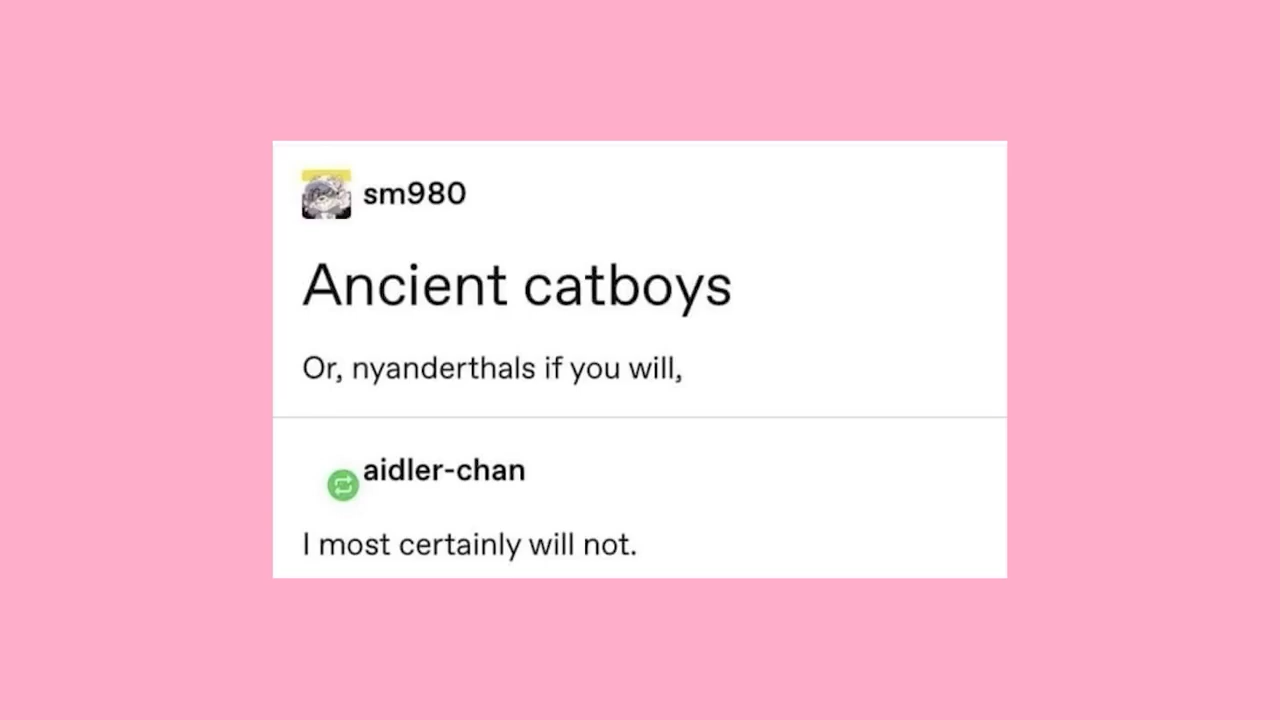 sm980
Ancient catboys
Or, nyanderthals if you will,
aidler-chan
I most certainly will not.